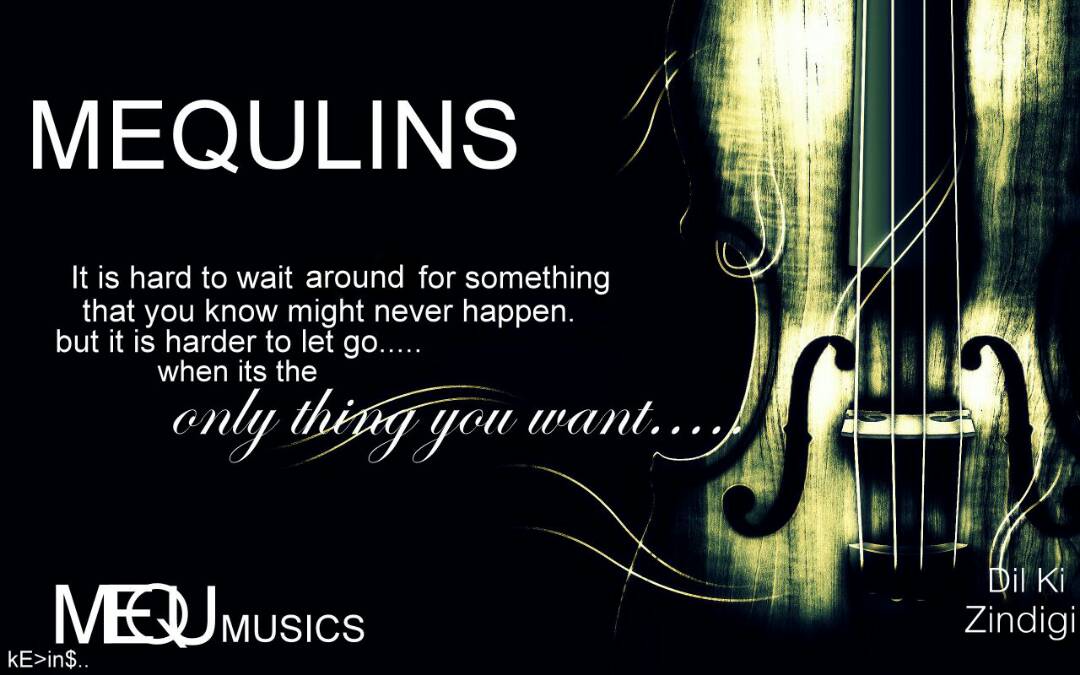 MEQULINS
It is hard to wait around for something
that you know might never happen.
but it is harder to let go.....
when its the
only thing you want.....
MEQU MUSICS
kE>in$..
Dil Ki
Zindigi